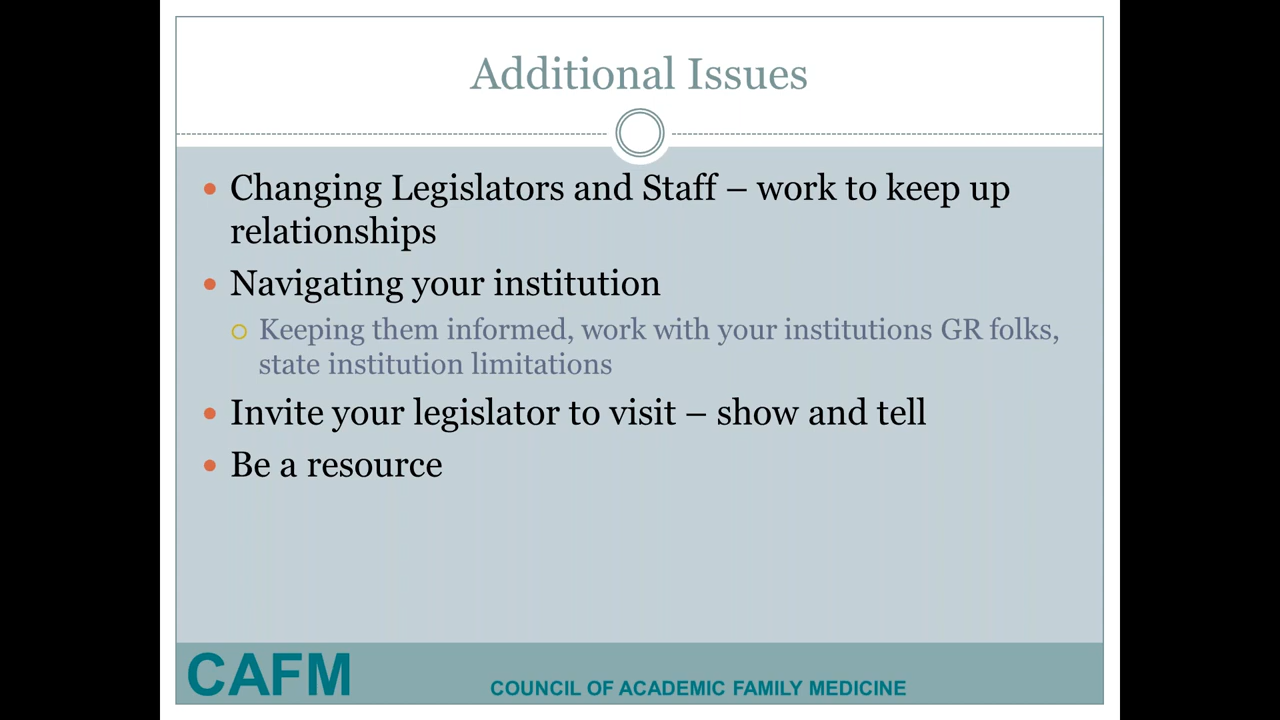 Additional Issues
• Changing Legislators and Staff – work to keep up
relationships
• Navigating your institution
○ Keeping them informed, work with your institutions GR folks,
state institution limitations
• Invite your legislator to visit – show and tell
• Be a resource
CAFM
COUNCIL OF ACADEMIC FAMILY MEDICINE